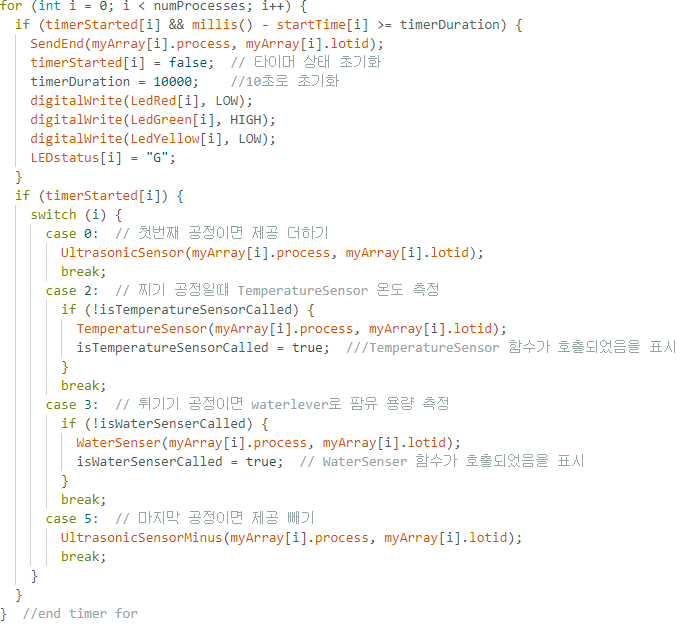 for (int i = 0; i < numProcesses; i++) {
  if (timerStarted[i] && millis() - startTime[i] >= timerDuration) {
    SendEnd(myArray[i].process, myArray[i].lotid);
    timerStarted[i] = false;  // 타이머 상태 초기화
    timerDuration = 10000;    //10초로 초기화
    digitalWrite(LedRed[i], LOW);
    digitalWrite(LedGreen[i], HIGH);
    digitalWrite(LedYellow[i], LOW);
    LEDstatus[i] = "G";
  }
  if (timerStarted[i]) {
    switch (i) {
      case 0:  // 첫번째 공정이면 제공 더하기
        UltrasonicSensor(myArray[i].process, myArray[i].lotid);
        break;
      case 2:  // 찌기 공정일떄 TemperatureSensor 온도 측정
        if (!isTemperatureSensorCalled) {
          TemperatureSensor(myArray[i].process, myArray[i].lotid);
          isTemperatureSensorCalled = true;  ///TemperatureSensor 함수가 호출되었음을 표시
        }
        break;
      case 3:  // 튀기기 공정이면 waterlever로 팜유 용량 측정
        if (!isWaterSenserCalled) {
          WaterSenser(myArray[i].process, myArray[i].lotid);
          isWaterSenserCalled = true;  // WaterSenser 함수가 호출되었음을 표시
        }
        break;
      case 5:  // 마지막 공정이면 제공 빼기
        UltrasonicSensorMinus(myArray[i].process, myArray[i].lotid);
        break;
    }
  }
}  //end timer for